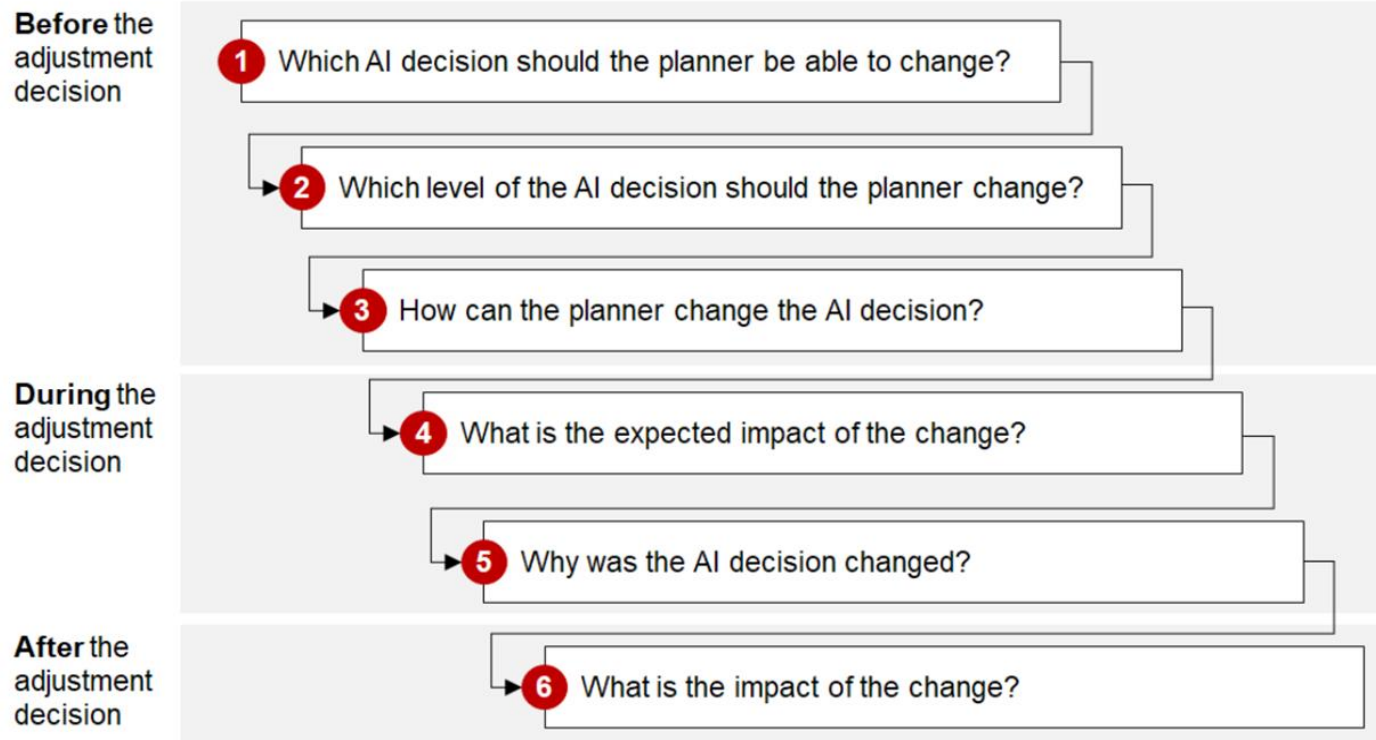 Before the
adjustment
decision
1 Which AI decision should the planner be able to change?
2 Which level of the AI decision should the planner change?
3 How can the planner change the AI decision?
During the
adjustment
decision
4 What is the expected impact of the change?
5 Why was the AI decision changed?
After the
adjustment
decision
6 What is the impact of the change?